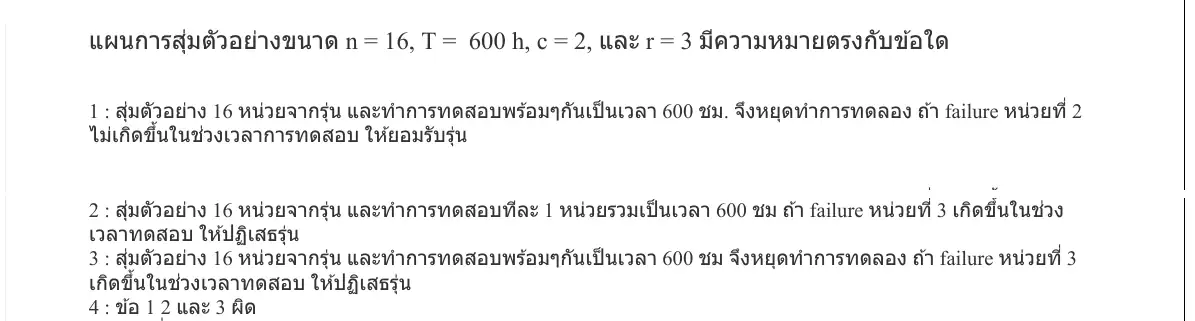 แผนการสุ่มตัวอย่างขนาด n = 16, T =  600 h, c = 2, และ r = 3 มีความหมายตรงกับข้อใด
1 : สุ่มตัวอย่าง 16 หน่วยจากรุ่น และทำการทดสอบพร้อมๆกันเป็นเวลา 600 ชม. จึงหยุดทำการทดลอง ถ้า failure หน่วยที่ 2
ไม่เกิดขึ้นในช่วงเวลาการทดสอบ ให้ยอมรับรุ่น
2 : สุ่มตัวอย่าง 16 หน่วยจากรุ่น และทำการทดสอบทีละ 1 หน่วยรวมเป็นเวลา 600 ชม ถ้า failure หน่วยที่ 3 เกิดขึ้นในช่วง
เวลาทดสอบ ให้ปฏิเสธรุ่น
3 : สุ่มตัวอย่าง 16 หน่วยจากรุ่น และทำการทดสอบพร้อมๆกันเป็นเวลา 600 ชม จึงหยุดทำการทดลอง ถ้า failure หน่วยที่ 3
เกิดขึ้นในช่วงเวลาทดสอบ ให้ปฏิเสธรุ่น
4 : ข้อ 1 2 และ 3 ผิด